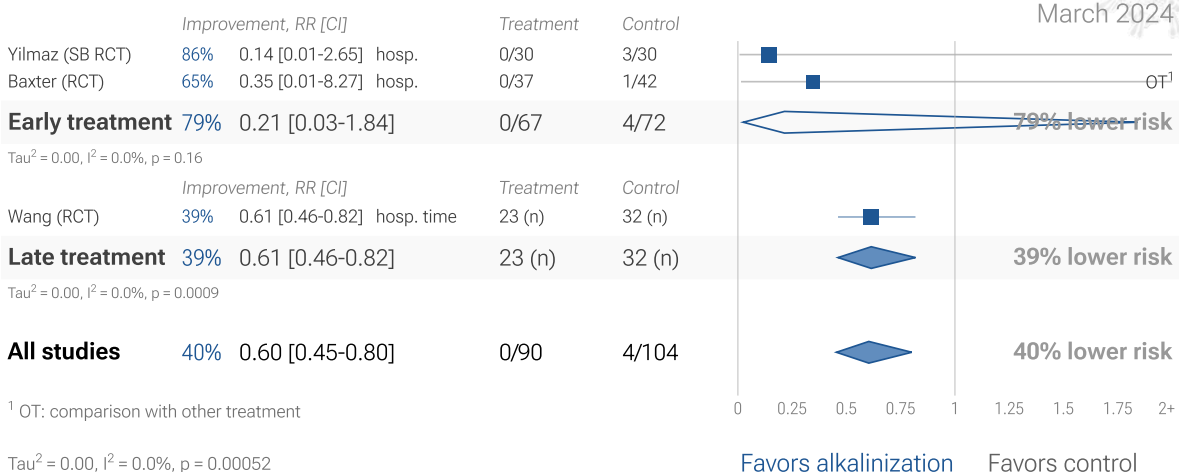 March 2024
Improvement, RR [CI] Treatment Control
Yilmaz (SB RCT) 86% 0.14 [0.01-2.65] hosp. 0/30 3/30
Baxter (RCT) 65% 0.35 [0.01-8.27] hosp. 0/37 1/42 OT¹
Early treatment 79% 0.21 [0.03-1.84] 0/67 4/72 79% lower risk
Tau² = 0.00, I² = 0.0%, p = 0.16
Improvement, RR [CI] Treatment Control
Wang (RCT) 39% 0.61 [0.46-0.82] hosp. time 23 (n) 32 (n)
Late treatment 39% 0.61 [0.46-0.82] 23 (n) 32 (n) 39% lower risk
Tau² = 0.00, I² = 0.0%, p = 0.0009
All studies 40% 0.60 [0.45-0.80] 0/90 4/104 40% lower risk
0 0.25 0.5 0.75 1 1.25 1.5 1.75 2+
¹ OT: comparison with other treatment
Tau² = 0.00, I² = 0.0%, p = 0.00052
Favors alkalinization Favors control